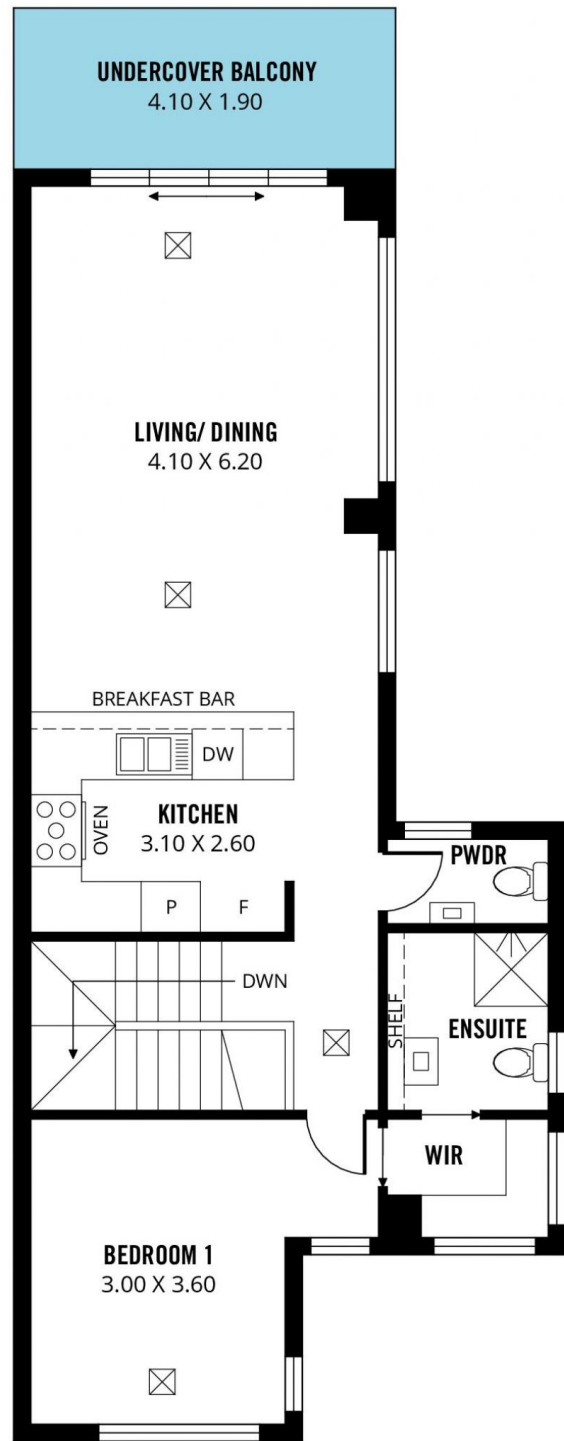 UNDERCOVER BALCONY
4.10 X 1.90
LIVING/ DINING
4.10 X 6.20
BREAKFAST BAR
DW
OVEN
KITCHEN
3.10 X 2.60
P
F
PWDR
DWN
SHELF
ENSUITE
WIR
BEDROOM 1
3.00 X 3.60